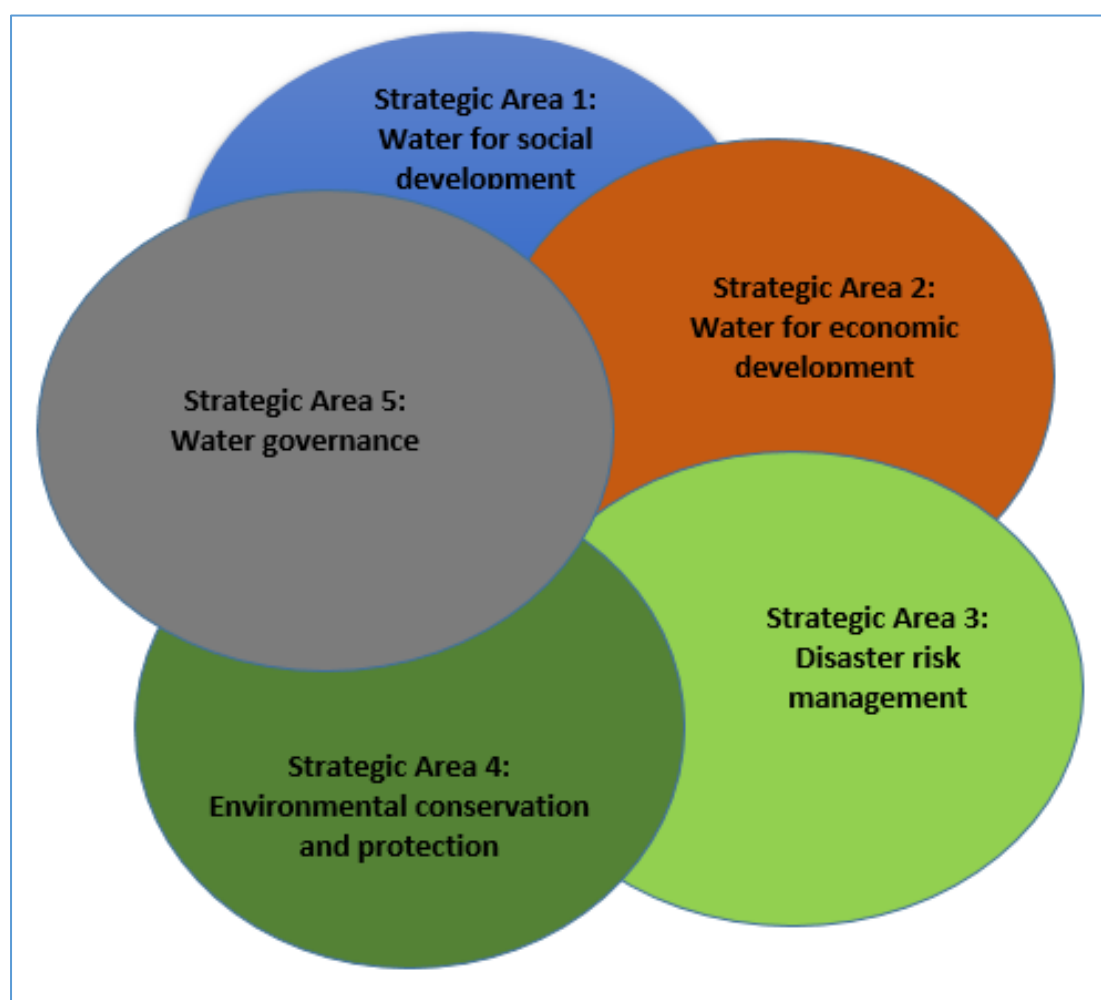 Strategic Area 1:
Water for social
development
Strategic Area 2:
Water for economic
development
Strategic Area 3:
Disaster risk
management
Strategic Area 4:
Environmental conservation
and protection
Strategic Area 5:
Water governance